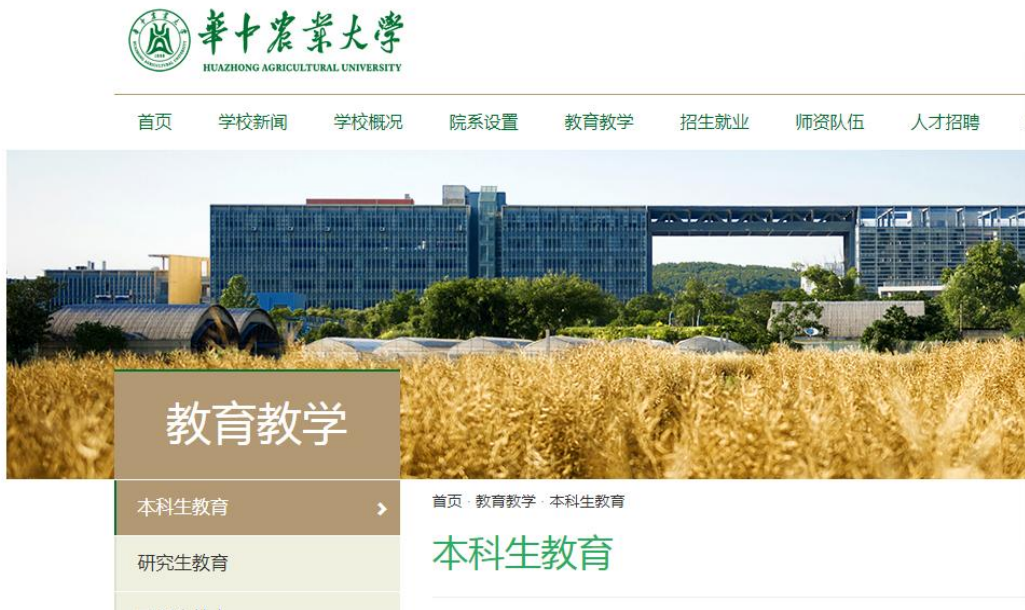 華中农業大學
HUAZHONG AGRICULTURAL UNIVERSITY
首页 学校新闻 学校概况 院系设置 教育教学 招生就业 师资队伍 人才招聘
教育教学
本科生教育
首页 · 教育教学 · 本科生教育
本科生教育
研究生教育